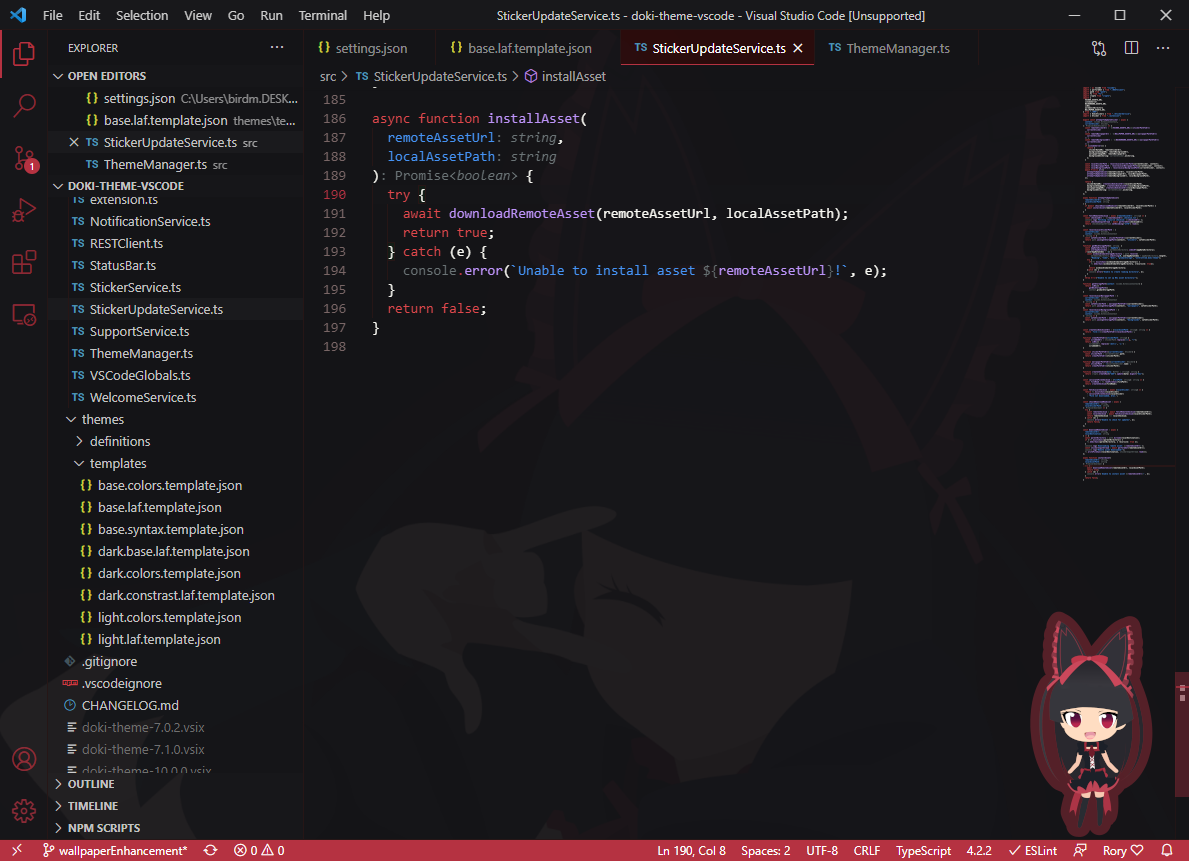 File Edit Selection View Go Run Terminal Help
StickerUpdateService.ts - doki-theme-vscode - Visual Studio Code [Unsupported]
EXPLORER
OPEN EDITORS
{} settings.json C:\Users\birdm.DESK...
{} base.laf.template.json themes\te...
TS StickerUpdateService.ts src
TS ThemeManager.ts src
DOKI-THEME-VSCODE
TS extension.ts
TS NotificationService.ts
TS RESTClient.ts
TS StatusBar.ts
TS StickerService.ts
TS StickerUpdateService.ts
TS SupportService.ts
TS ThemeManager.ts
TS VSCodeGlobals.ts
TS WelcomeService.ts
themes
definitions
templates
{} base.colors.template.json
{} base.laf.template.json
{} base.syntax.template.json
{} dark.base.laf.template.json
{} dark.colors.template.json
{} dark.constrast.laf.template.json
{} light.colors.template.json
{} light.laf.template.json
.gitignore
.vscodeignore
CHANGELOG.md
doki-theme-7.0.2.vsix
doki-theme-7.1.0.vsix
doki-theme-10.0.0.vsix
OUTLINE
TIMELINE
NPM SCRIPTS
1
{} settings.json {} base.laf.template.json TS StickerUpdateService.ts TS ThemeManager.ts
src > TS StickerUpdateService.ts > installAsset
185
186 async function installAsset(
187 remoteAssetUrl: string,
188 localAssetPath: string
189 ): Promise<boolean> {
190 try {
191 await downloadRemoteAsset(remoteAssetUrl, localAssetPath);
192 return true;
193 } catch (e) {
194 console.error(`Unable to install asset ${remoteAssetUrl}!`, e);
195 }
196 return false;
197 }
198
wallpaperEnhancement* 0 0 Ln 190, Col 8 Spaces: 2 UTF-8 CRLF TypeScript 4.2.2 ESLint Rory